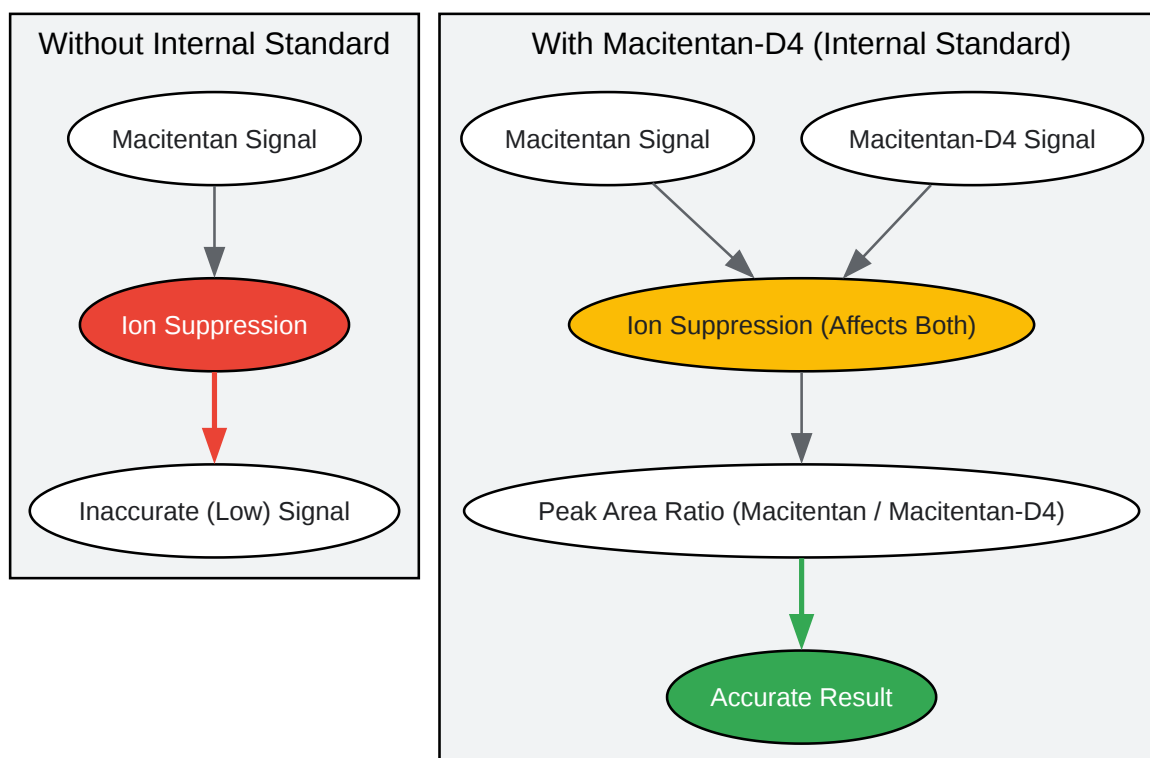 Without Internal Standard
Macitentan Signal
Ion Suppression
Inaccurate (Low) Signal
With Macitentan-D4 (Internal Standard)
Macitentan Signal
Macitentan-D4 Signal
Ion Suppression (Affects Both)
Peak Area Ratio (Macitentan / Macitentan-D4)
Accurate Result